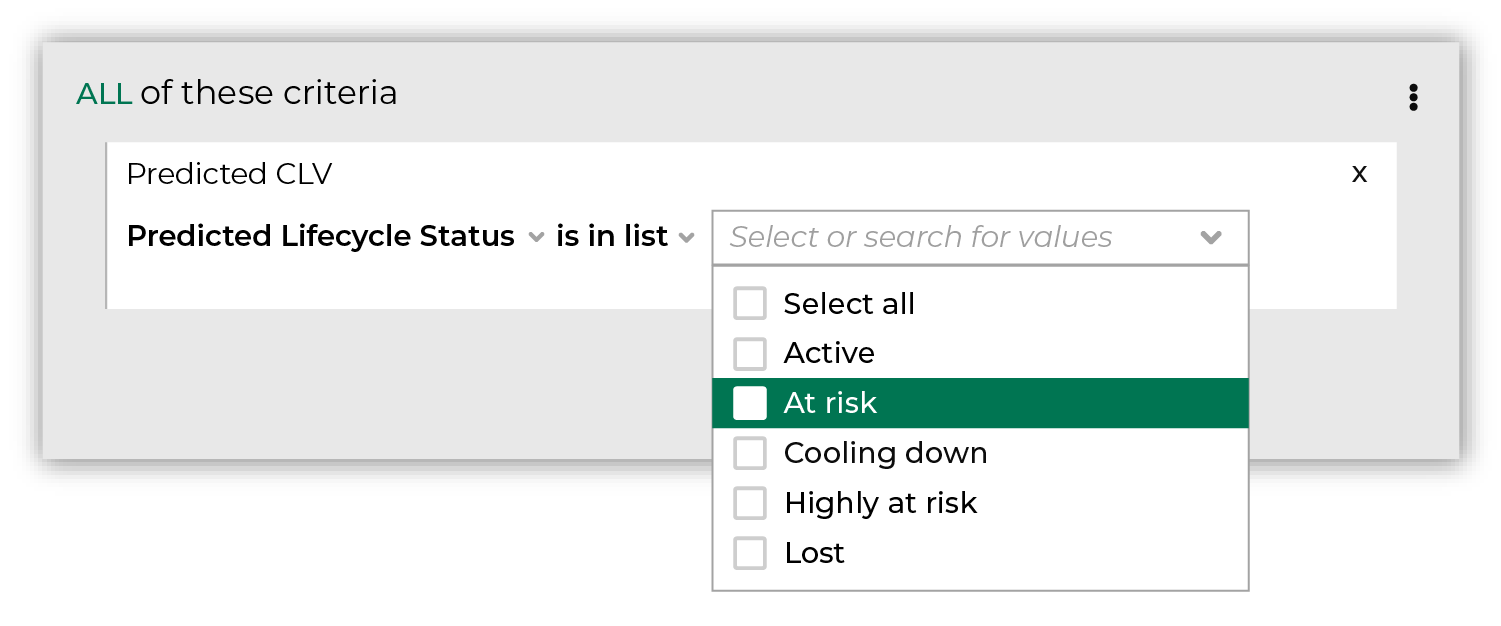 ALL of these criteria
Predicted CLV x
Predicted Lifecycle Status is in list Select or search for values
Select all
Active
At risk
Cooling down
Highly at risk
Lost